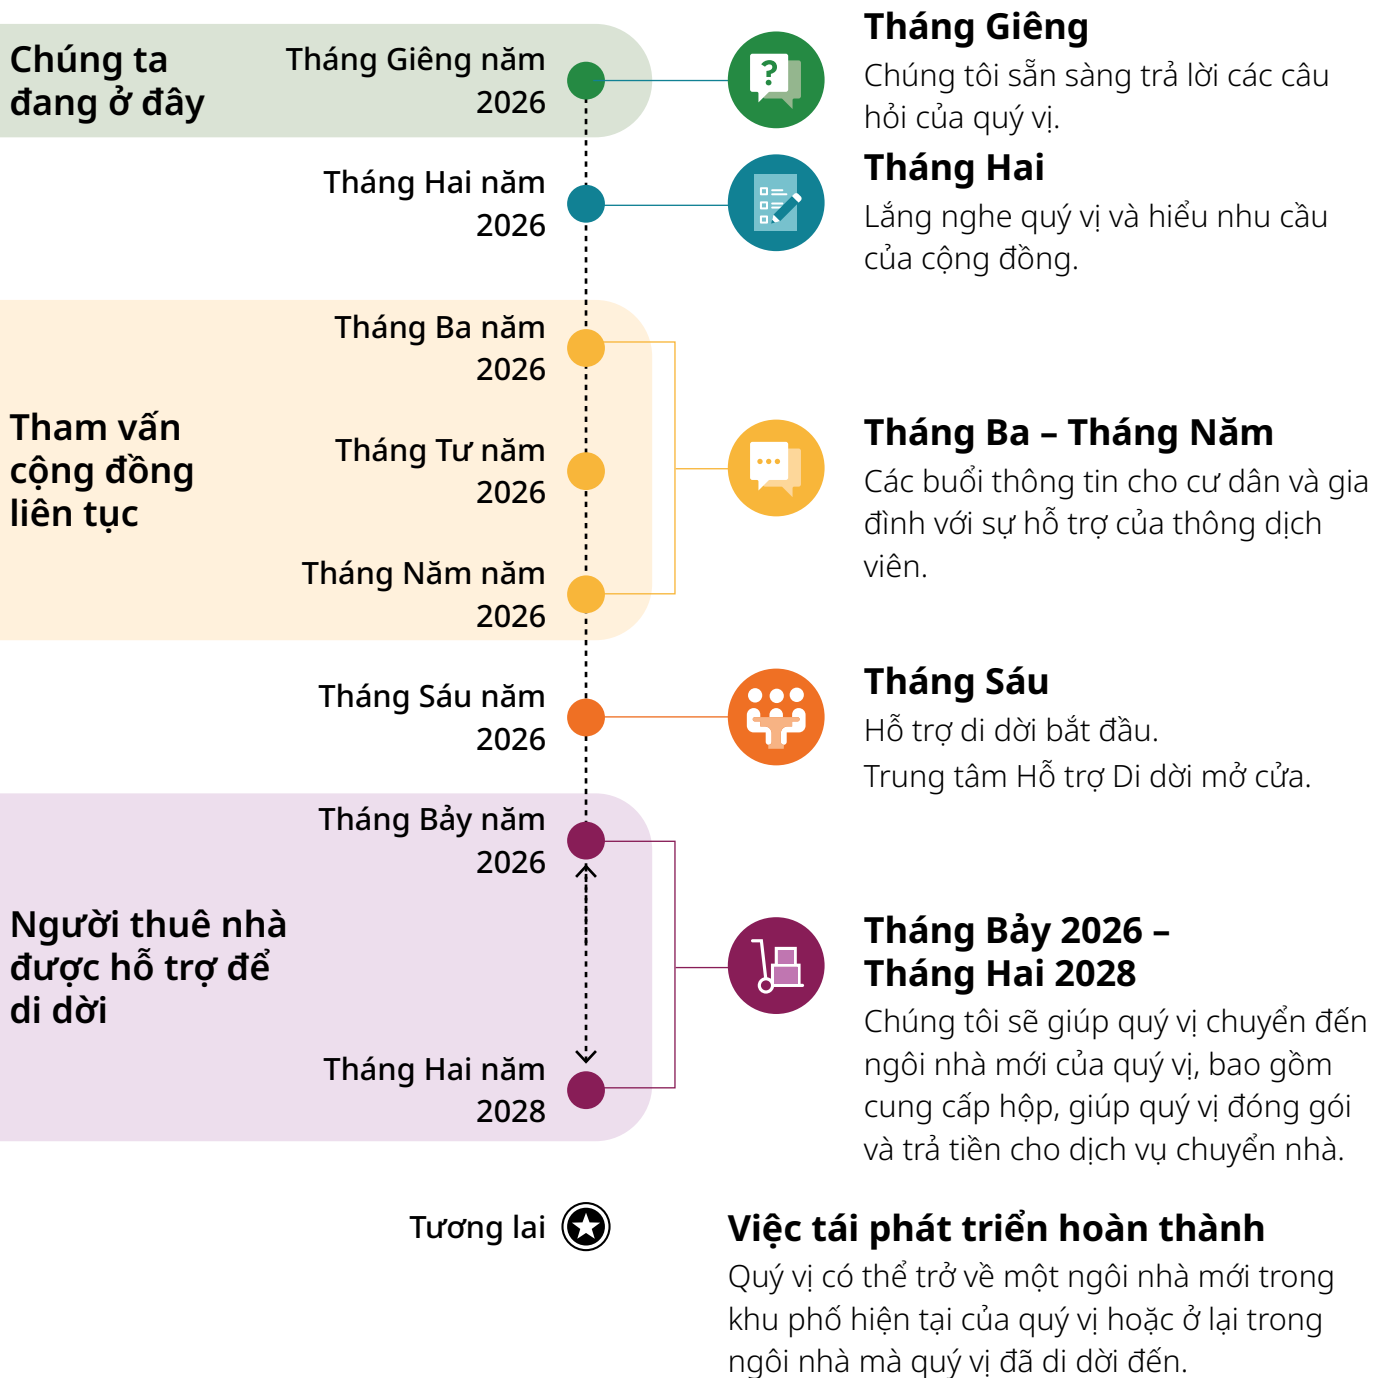 Chúng ta
đang ở đây
Tháng Giêng năm
2026
Tháng Giêng
Chúng tôi sẵn sàng trả lời các câu
hỏi của quý vị.
Tháng Hai năm
2026
Tháng Hai
Lắng nghe quý vị và hiểu nhu cầu
của cộng đồng.
Tham vấn
cộng đồng
liên tục
Tháng Ba năm
2026
Tháng Tư năm
2026
Tháng Năm năm
2026
Tháng Ba – Tháng Năm
Các buổi thông tin cho cư dân và gia
đình với sự hỗ trợ của thông dịch
viên.
Tháng Sáu năm
2026
Tháng Sáu
Hỗ trợ di dời bắt đầu.
Trung tâm Hỗ trợ Di dời mở cửa.
Người thuê nhà
được hỗ trợ để
di dời
Tháng Bảy năm
2026
Tháng Hai năm
2028
Tháng Bảy 2026 –
Tháng Hai 2028
Chúng tôi sẽ giúp quý vị chuyển đến
ngôi nhà mới của quý vị, bao gồm
cung cấp hộp, giúp quý vị đóng gói
và trả tiền cho dịch vụ chuyển nhà.
Tương lai
Việc tái phát triển hoàn thành
Quý vị có thể trở về một ngôi nhà mới trong
khu phố hiện tại của quý vị hoặc ở lại trong
ngôi nhà mà quý vị đã di dời đến.